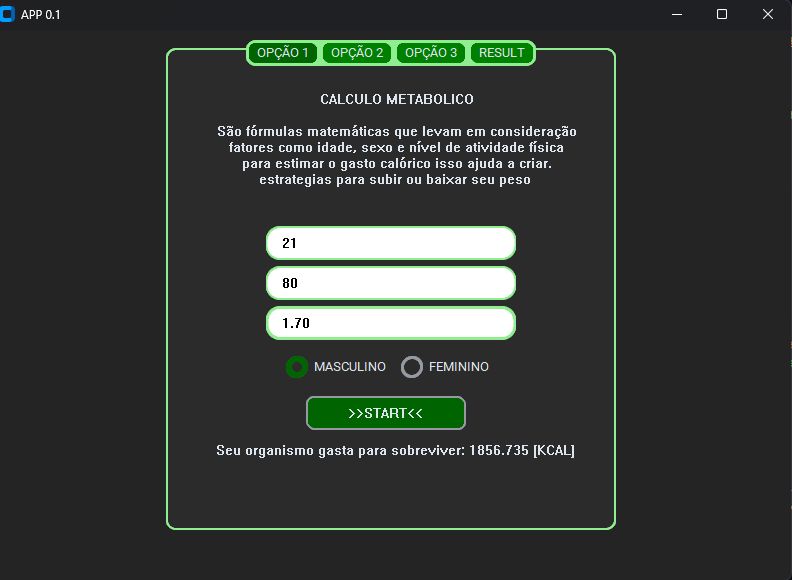 APP 0.1
OPÇÃO 1 OPÇÃO 2 OPÇÃO 3 RESULT
CALCULO METABOLICO
São fórmulas matemáticas que levam em consideração
fatores como idade, sexo e nível de atividade física
para estimar o gasto calórico isso ajuda a criar.
estrategias para subir ou baixar seu peso
21
80
1.70
MASCULINO FEMININO
>>START<<
Seu organismo gasta para sobreviver: 1856.735 [KCAL]